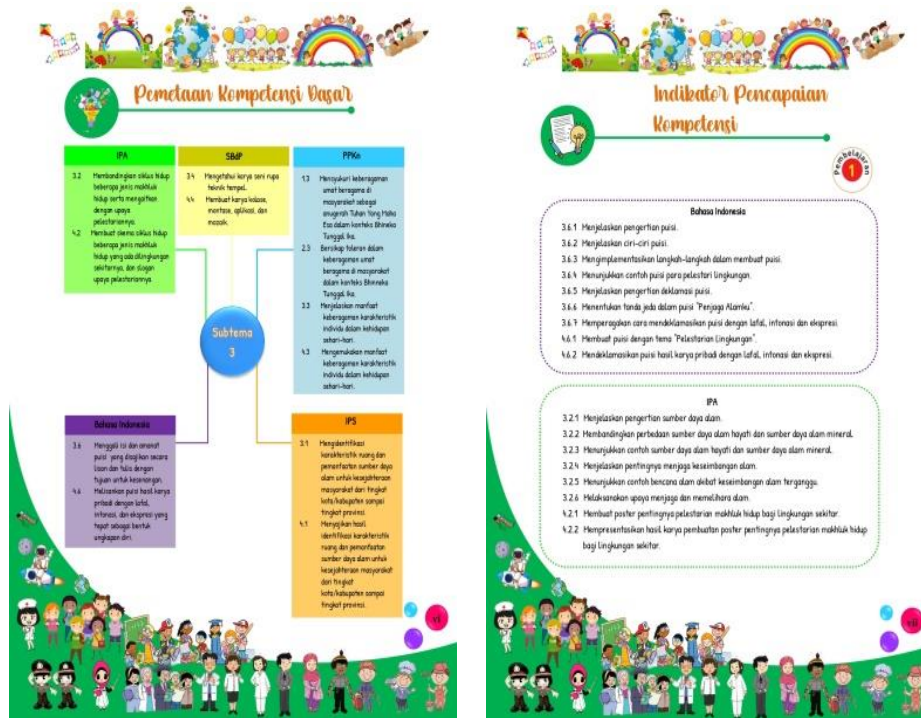 Pemetaan Kompetensi Dasar
IPA
3.2 Membandingkan siklus hidup
beberapa jenis makhluk
hidup serta mengaitkan
dengan upaya
pelestariannya.
4.2 Membuat skema siklus hidup
beberapa jenis makhluk
hidup yang ada dilingkungan
sekitarnya, dan slogan
upaya pelestariannya.
SBdP
3.4 Mengetahui karya seni rupa
teknik tempel.
4.4 Membuat karya kolase,
montase, aplikasi, dan
mozaik.
PPKn
1.3 Mensyukuri keberagaman
umat beragama di
masyarakat sebagai
anugerah Tuhan Yang Maha
Esa dalam konteks Bhineka
Tunggal Ika.
2.3 Bersikap toleran dalam
keberagaman umat
beragama di masyarakat
dalam konteks Bhinneka
Tunggal Ika.
3.3 Menjelaskan manfaat
keberagaman karakteristik
individu dalam kehidupan
sehari-hari.
4.3 Mengemukakan manfaat
keberagaman karakteristik
individu dalam kehidupan
sehari-hari.
Subtema
3
Bahasa Indonesia
3.6 Menggali isi dan amanat
puisi yang disajikan secara
lisan dan tulis dengan
tujuan untuk kesenangan.
4.6 Melisankan puisi hasil karya
pribadi dengan lafal,
intonasi, dan ekspresi yang
tepat sebagai bentuk
ungkapan diri.
IPS
3.1 Mengidentifikasi
karakteristik ruang dan
pemanfaatan sumber daya
alam untuk kesejahteraan
masyarakat dari tingkat
kota/kabupaten sampai
tingkat provinsi.
4.1 Menyajikan hasil
identifikasi karakteristik
ruang dan pemanfaatan
sumber daya alam untuk
kesejahteraan masyarakat
dari tingkat
kota/kabupaten sampai
tingkat provinsi.
vi
Indikator Pencapaian
Kompetensi
Pembelajaran
1
Bahasa Indonesia
3.6.1 Menjelaskan pengertian puisi.
3.6.2 Menjelaskan ciri-ciri puisi.
3.6.3 Mengimplementasikan langkah-langkah dalam membuat puisi.
3.6.4 Menunjukkan contoh puisi para pelestari lingkungan.
3.6.5 Menjelaskan pengertian deklamasi puisi.
3.6.6 Menentukan tanda jeda dalam puisi "Penjaga Alamku".
3.6.7 Memperagakan cara mendeklamasikan puisi dengan lafal, intonasi dan ekspresi.
4.6.1 Membuat puisi dengan tema "Pelestarian Lingkungan".
4.6.2 Mendeklamasikan puisi hasil karya pribadi dengan lafal, intonasi dan ekspresi.
IPA
3.2.1 Menjelaskan pengertian sumber daya alam.
3.2.2 Membandingkan perbedaan sumber daya alam hayati dan sumber daya alam mineral.
3.2.3 Menunjukkan contoh sumber daya alam hayati dan sumber daya alam mineral.
3.2.4 Menjelaskan pentingnya menjaga keseimbangan alam.
3.2.5 Menunjukkan contoh bencana alam akibat keseimbangan alam terganggu.
3.2.6 Melaksanakan upaya menjaga dan memelihara alam.
4.2.1 Membuat poster pentingnya pelestarian makhluk hidup bagi lingkungan sekitar.
4.2.2 Mempresentasikan hasil karya pembuatan poster pentingnya pelestarian makhluk hidup
bagi lingkungan sekitar.
vii